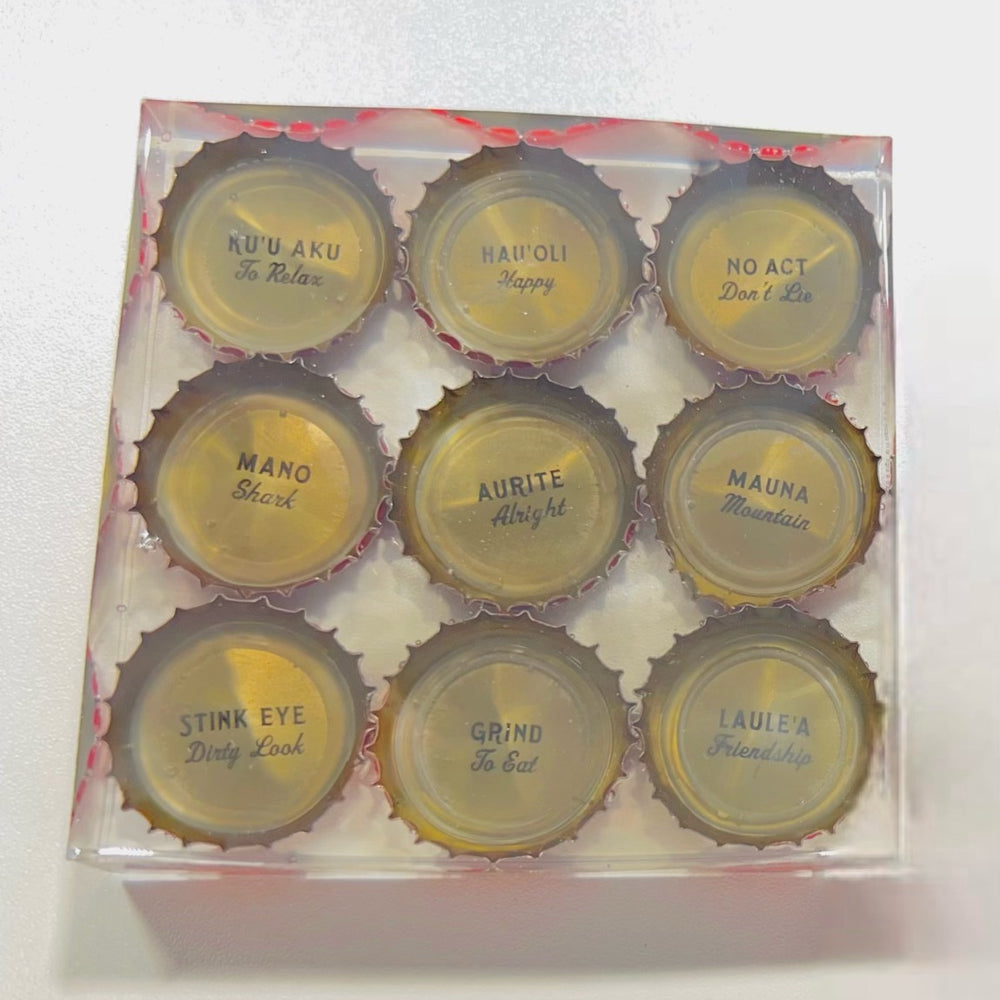 KU'U AKU
To Relax
HAU'OLI
Happy
NO ACT
Don't Lie
MANO
Shark
AURITE
Alright
MAUNA
Mountain
STINK EYE
Dirty Look
GRIND
To Eat
LAULE'A
Friendship